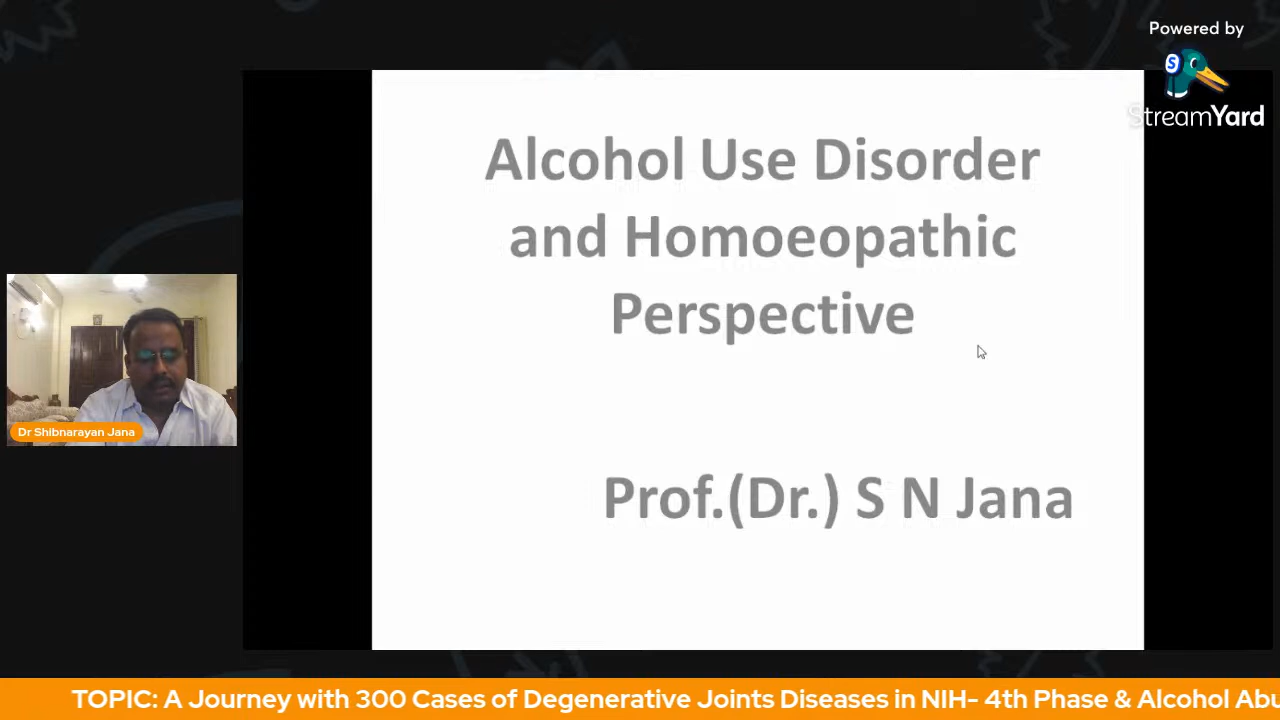 Powered by
StreamYard
Alcohol Use Disorder
and Homoeopathic
Perspective
Prof.(Dr.) S N Jana
Dr Shibnarayan Jana
TOPIC: A Journey with 300 Cases of Degenerative Joints Diseases in NIH- 4th Phase & Alcohol Abu